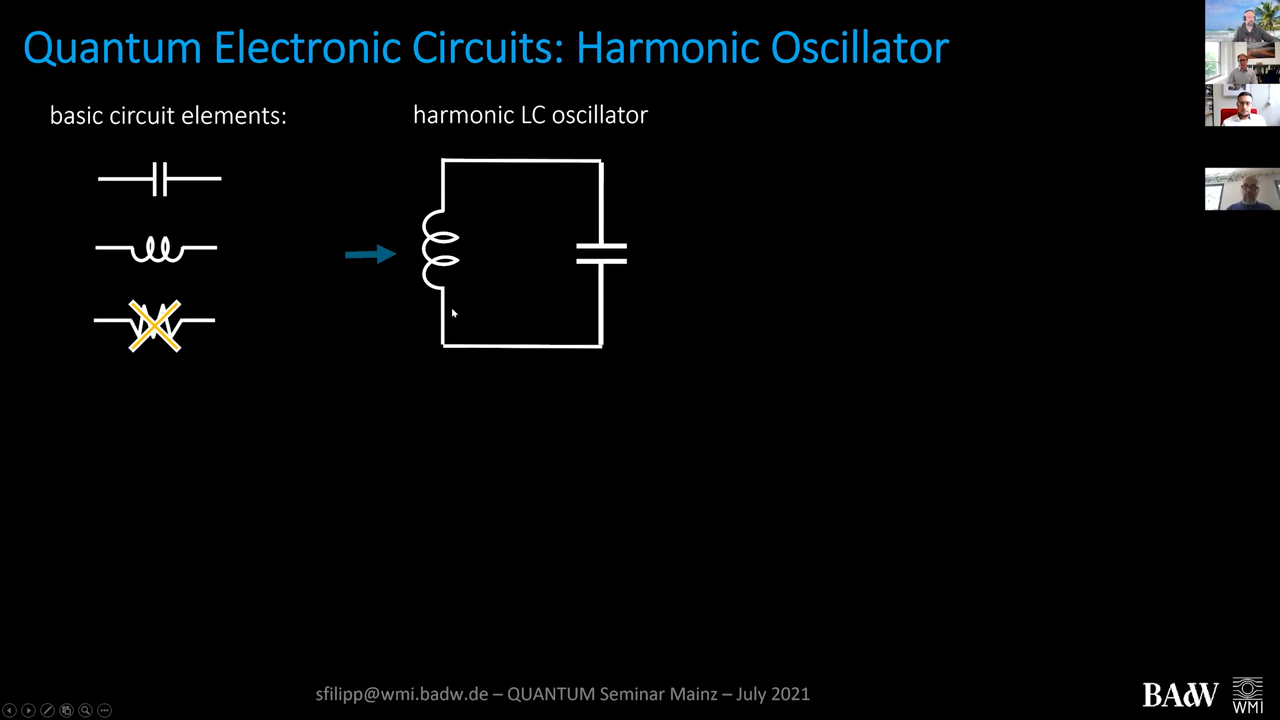 Quantum Electronic Circuits: Harmonic Oscillator
basic circuit elements:
harmonic LC oscillator
sfilipp@wmi.badw.de – QUANTUM Seminar Mainz – July 2021
BAdW
WMI